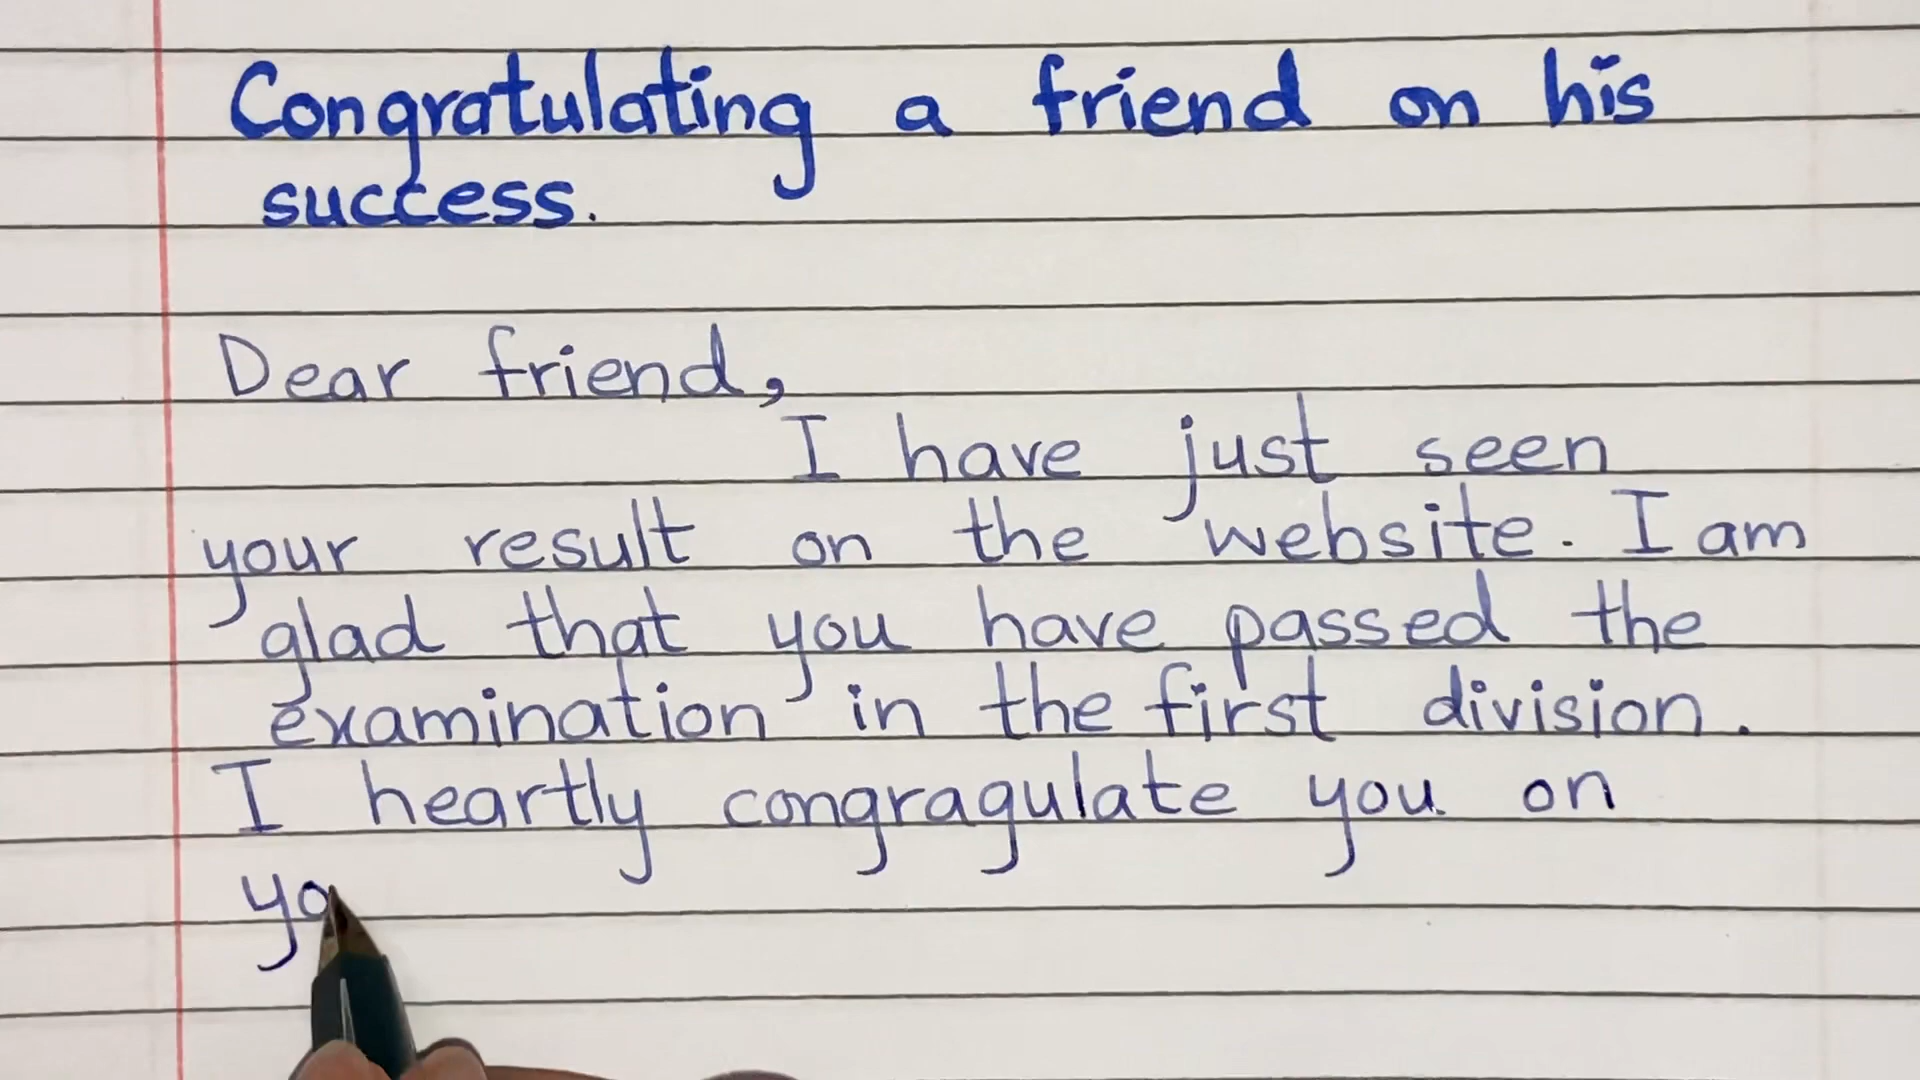 Congratulating a friend on his
success.
Dear friend,
I have just seen
your result on the website. I am
glad that you have passed the
examination in the first division.
I heartly congragulate you on
yo